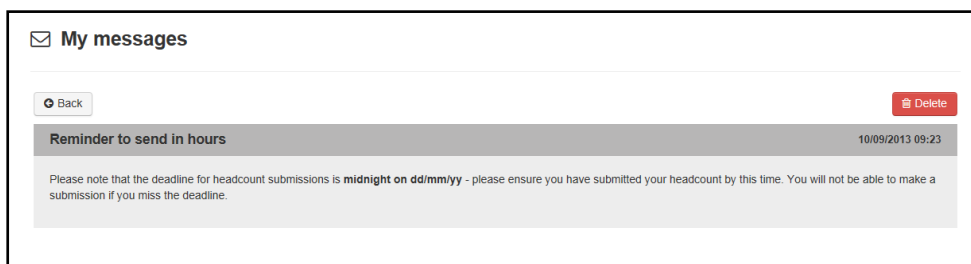 My messages
Back
Delete
Reminder to send in hours
10/09/2013 09:23
Please note that the deadline for headcount submissions is midnight on dd/mm/yy - please ensure you have submitted your headcount by this time. You will not be able to make a
submission if you miss the deadline.